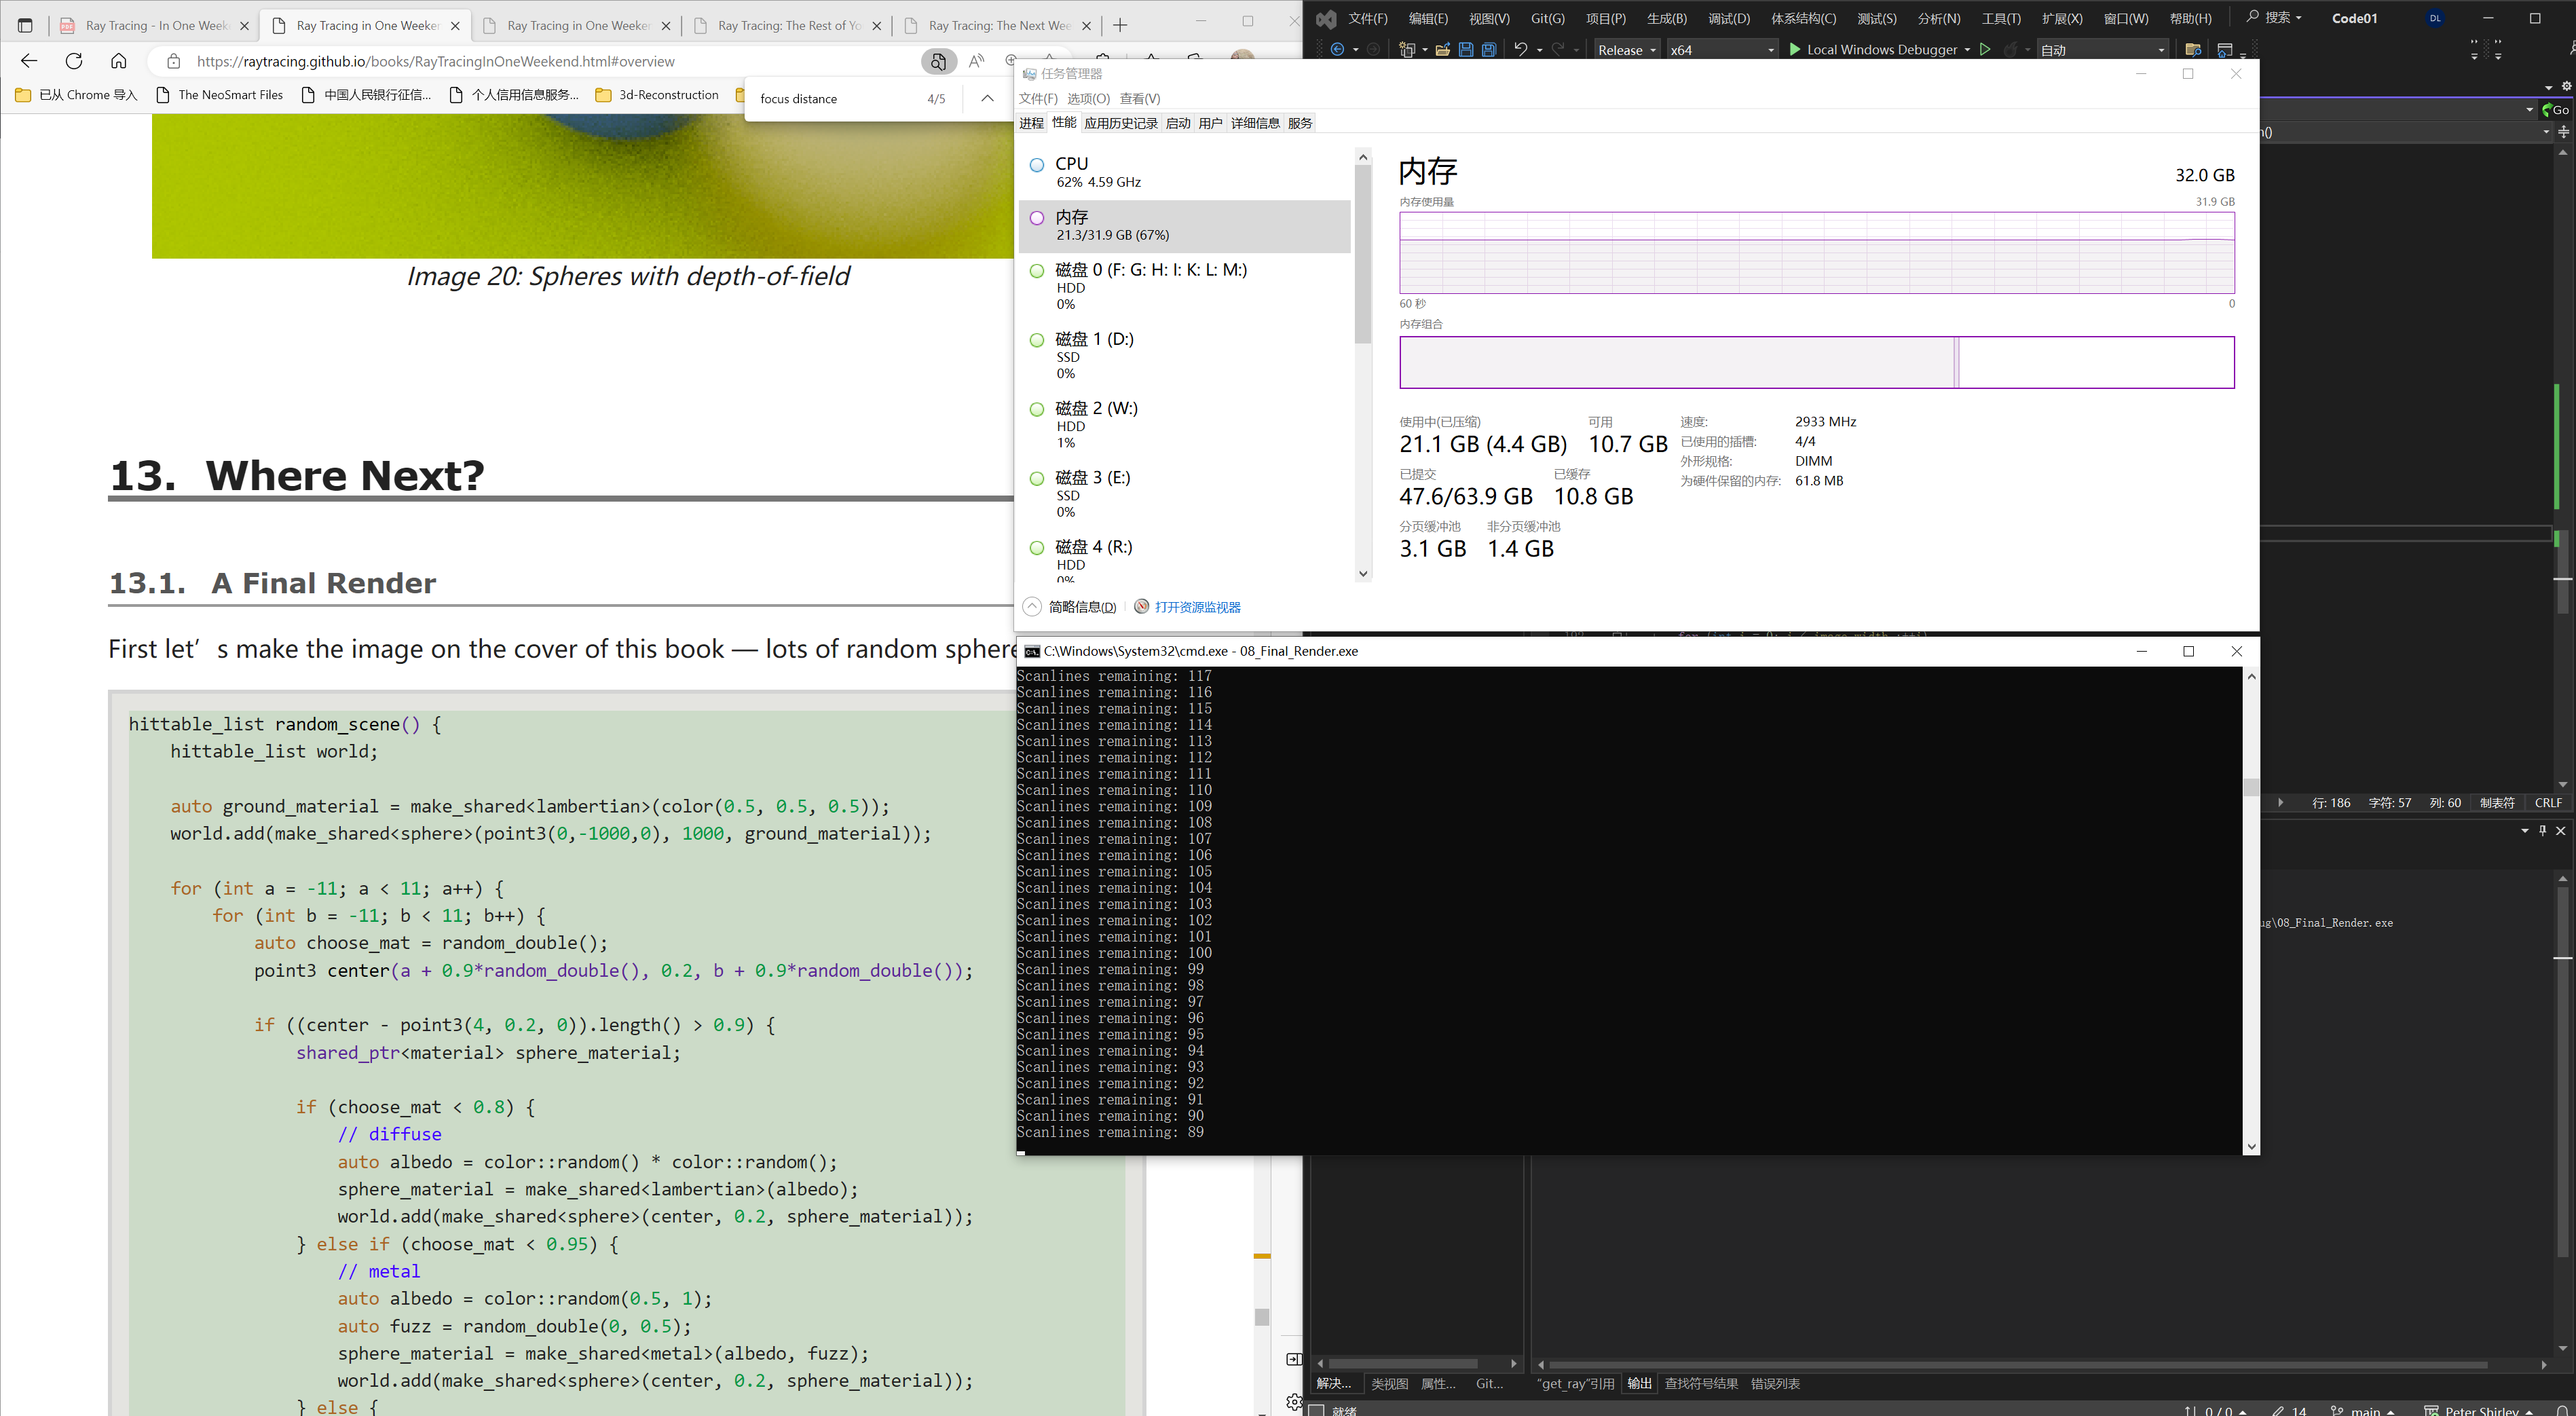 Ray Tracing - In One Week
Ray Tracing in One Weeken
Ray Tracing in One Weeken
Ray Tracing: The Rest of Yo
Ray Tracing: The Next Wee
https://raytracing.github.io/books/RayTracingInOneWeekend.html#overview
已从 Chrome 导入
The NeoSmart Files
中国人民银行征信...
个人信用信息服务...
3d-Reconstruction
focus distance
4/5
Image 20: Spheres with depth-of-field
13. Where Next?
13.1. A Final Render
First let's make the image on the cover of this book — lots of random sphere
hittable_list random_scene() {
hittable_list world;
auto ground_material = make_shared<lambertian>(color(0.5, 0.5, 0.5));
world.add(make_shared<sphere>(point3(0,-1000,0), 1000, ground_material));
for (int a = -11; a < 11; a++) {
for (int b = -11; b < 11; b++) {
auto choose_mat = random_double();
point3 center(a + 0.9*random_double(), 0.2, b + 0.9*random_double());
if ((center - point3(4, 0.2, 0)).length() > 0.9) {
shared_ptr<material> sphere_material;
if (choose_mat < 0.8) {
// diffuse
auto albedo = color::random() * color::random();
sphere_material = make_shared<lambertian>(albedo);
world.add(make_shared<sphere>(center, 0.2, sphere_material));
} else if (choose_mat < 0.95) {
// metal
auto albedo = color::random(0.5, 1);
auto fuzz = random_double(0, 0.5);
sphere_material = make_shared<metal>(albedo, fuzz);
world.add(make_shared<sphere>(center, 0.2, sphere_material));
} else {
文件(F) 编辑(E) 视图(V) Git(G) 项目(P) 生成(B) 调试(D) 体系结构(C) 测试(S) 分析(N) 工具(T) 扩展(X) 窗口(W) 帮助(H) 搜索 Code01 DL
Release x64 Local Windows Debugger 自动
Go
任务管理器
文件(F) 选项(O) 查看(V)
进程 性能 应用历史记录 启动 用户 详细信息 服务
CPU
62% 4.59 GHz
内存
21.3/31.9 GB (67%)
磁盘 0 (F: G: H: I: K: L: M:)
HDD
0%
磁盘 1 (D:)
SSD
0%
磁盘 2 (W:)
HDD
1%
磁盘 3 (E:)
SSD
0%
磁盘 4 (R:)
HDD
0%
内存
32.0 GB
内存使用量
31.9 GB
60 秒
0
内存组合
使用中(已压缩)
21.1 GB (4.4 GB)
可用
10.7 GB
已提交
47.6/63.9 GB
已缓存
10.8 GB
分页缓冲池
3.1 GB
非分页缓冲池
1.4 GB
速度: 2933 MHz
已使用的插槽: 4/4
外形规格: DIMM
为硬件保留的内存: 61.8 MB
简略信息(D)
打开资源监视器
C:\Windows\System32\cmd.exe - 08_Final_Render.exe
Scanlines remaining: 117
Scanlines remaining: 116
Scanlines remaining: 115
Scanlines remaining: 114
Scanlines remaining: 113
Scanlines remaining: 112
Scanlines remaining: 111
Scanlines remaining: 110
Scanlines remaining: 109
Scanlines remaining: 108
Scanlines remaining: 107
Scanlines remaining: 106
Scanlines remaining: 105
Scanlines remaining: 104
Scanlines remaining: 103
Scanlines remaining: 102
Scanlines remaining: 101
Scanlines remaining: 100
Scanlines remaining: 99
Scanlines remaining: 98
Scanlines remaining: 97
Scanlines remaining: 96
Scanlines remaining: 95
Scanlines remaining: 94
Scanlines remaining: 93
Scanlines remaining: 92
Scanlines remaining: 91
Scanlines remaining: 90
Scanlines remaining: 89
行: 186 字符: 57 列: 60 制表符 CRLF
ug\08_Final_Render.exe
解决... 类视图 属性... Git...
"get_ray"引用 输出 查找符号结果 错误列表
就绪
0 / 0 14 main Peter Shirley